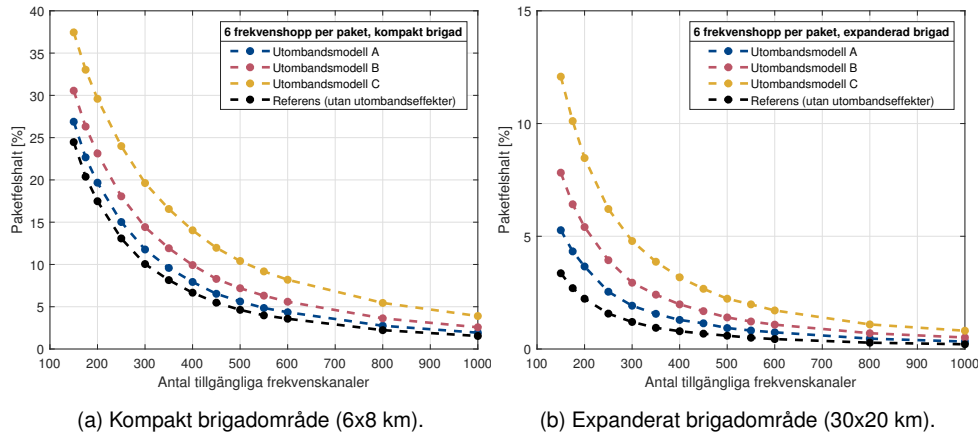 40
35
30
25
20
15
10
5
0
Paketfelshalt [%]
6 frekvenshopp per paket, kompakt brigad
Utombandsmodell A
Utombandsmodell B
Utombandsmodell C
Referens (utan utombandseffekter)
100 200 300 400 500 600 700 800 900 1000
Antal tillgängliga frekvenskanaler
(a) Kompakt brigadområde (6x8 km).
15
10
5
0
Paketfelshalt [%]
6 frekvenshopp per paket, expanderad brigad
Utombandsmodell A
Utombandsmodell B
Utombandsmodell C
Referens (utan utombandseffekter)
100 200 300 400 500 600 700 800 900 1000
Antal tillgängliga frekvenskanaler
(b) Expanderat brigadområde (30x20 km).